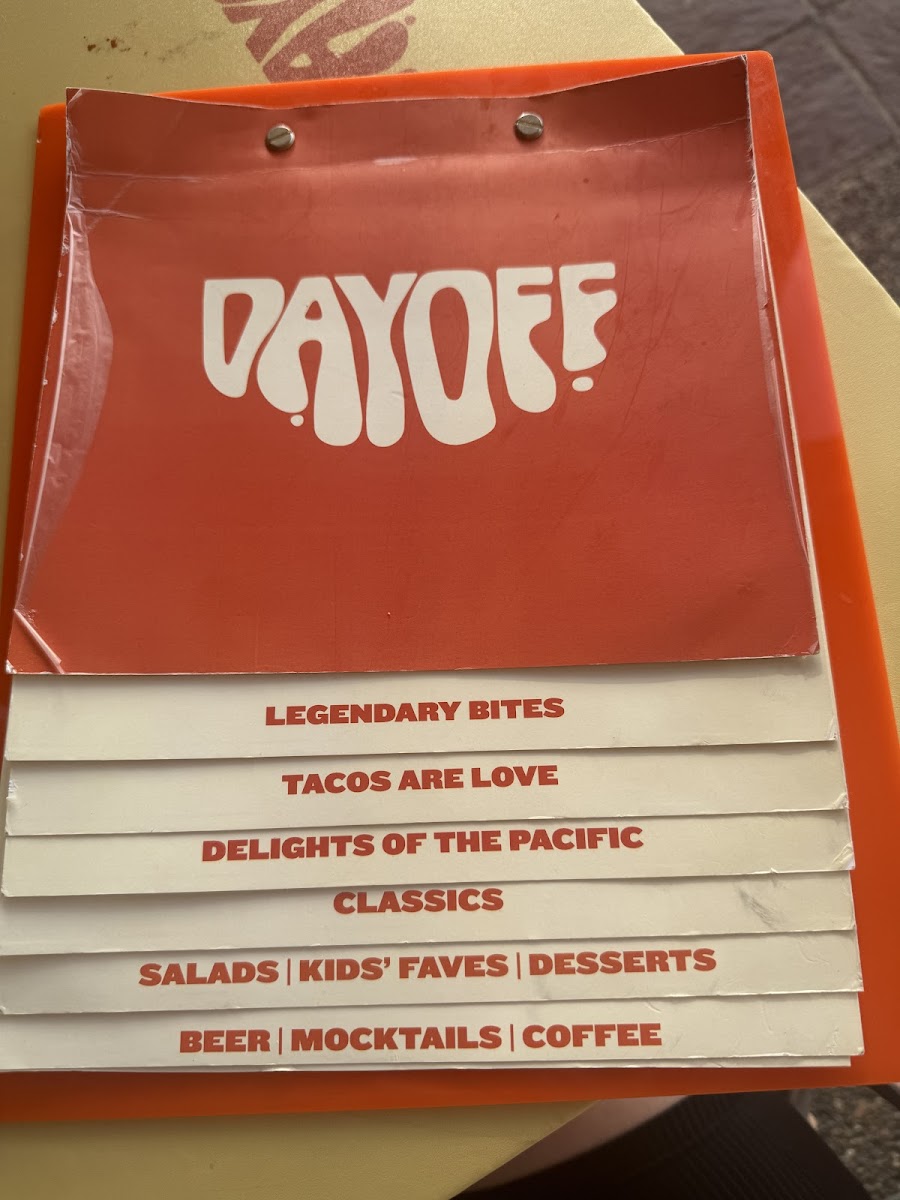 DAYOFF
LEGENDARY BITES
TACOS ARE LOVE
DELIGHTS OF THE PACIFIC
CLASSICS
SALADS | KIDS' FAVES | DESSERTS
BEER | MOCKTAILS | COFFEE